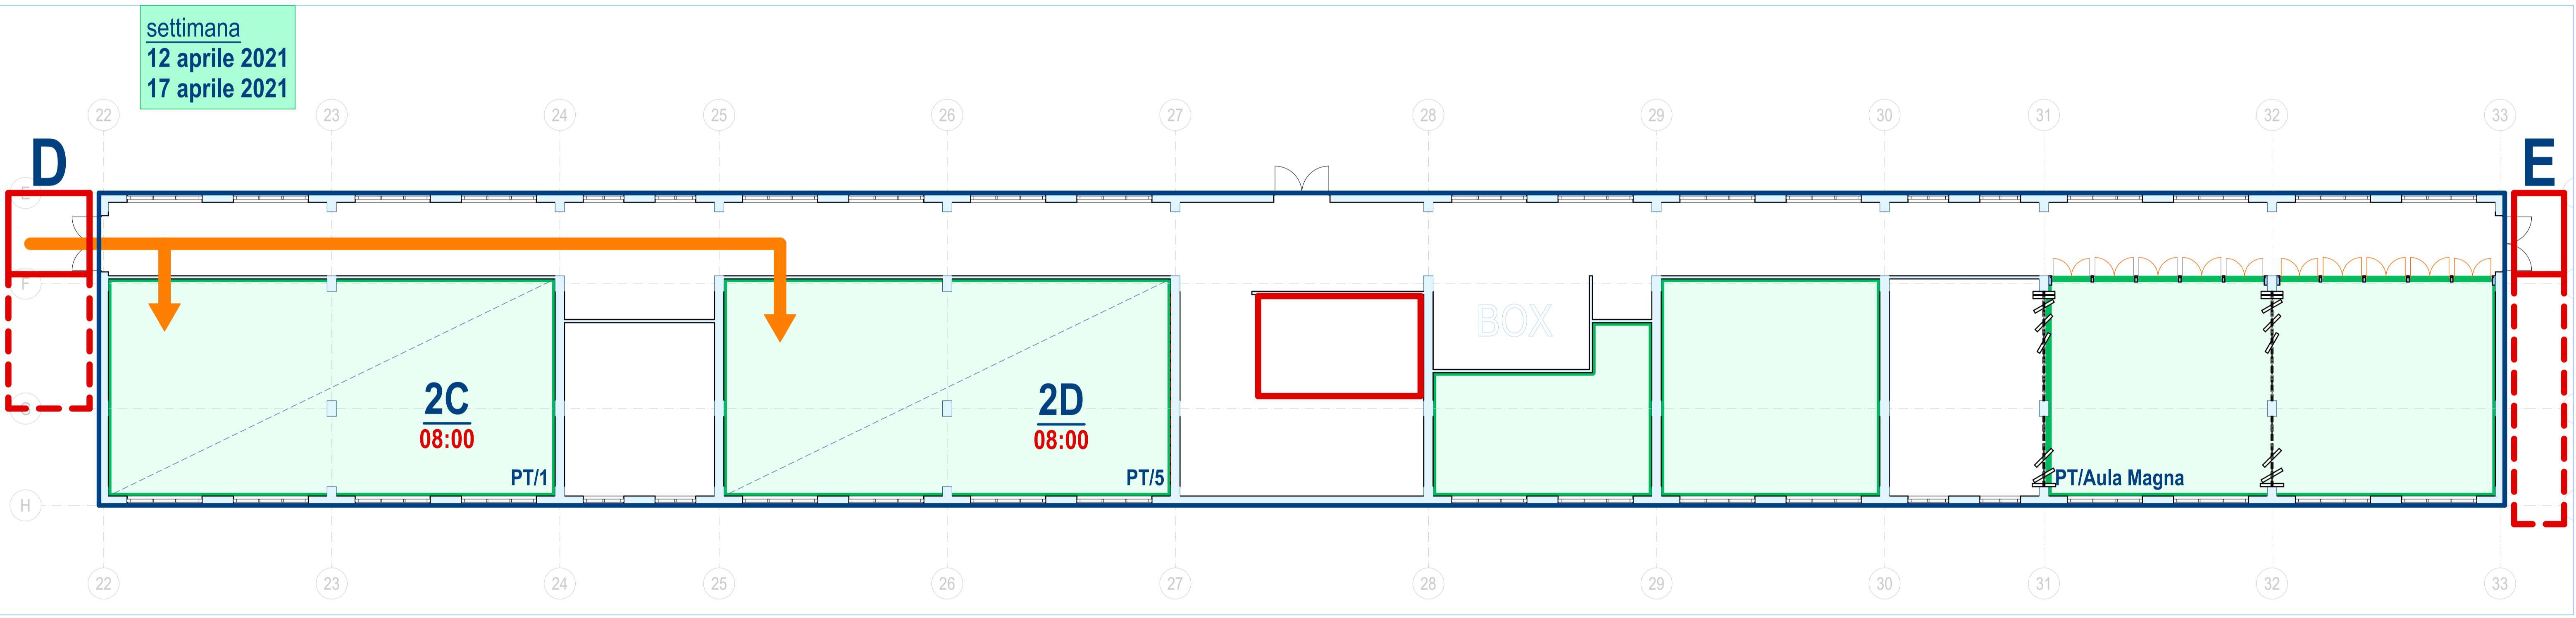 settimana
12 aprile 2021
17 aprile 2021
22 23 24 25 26 27 28 29 30 31 32 33
D
E
E
F
G
H
BOX
2C
08:00
PT/1
2D
08:00
PT/5
PT/Aula Magna
22 23 24 25 26 27 28 29 30 31 32 33